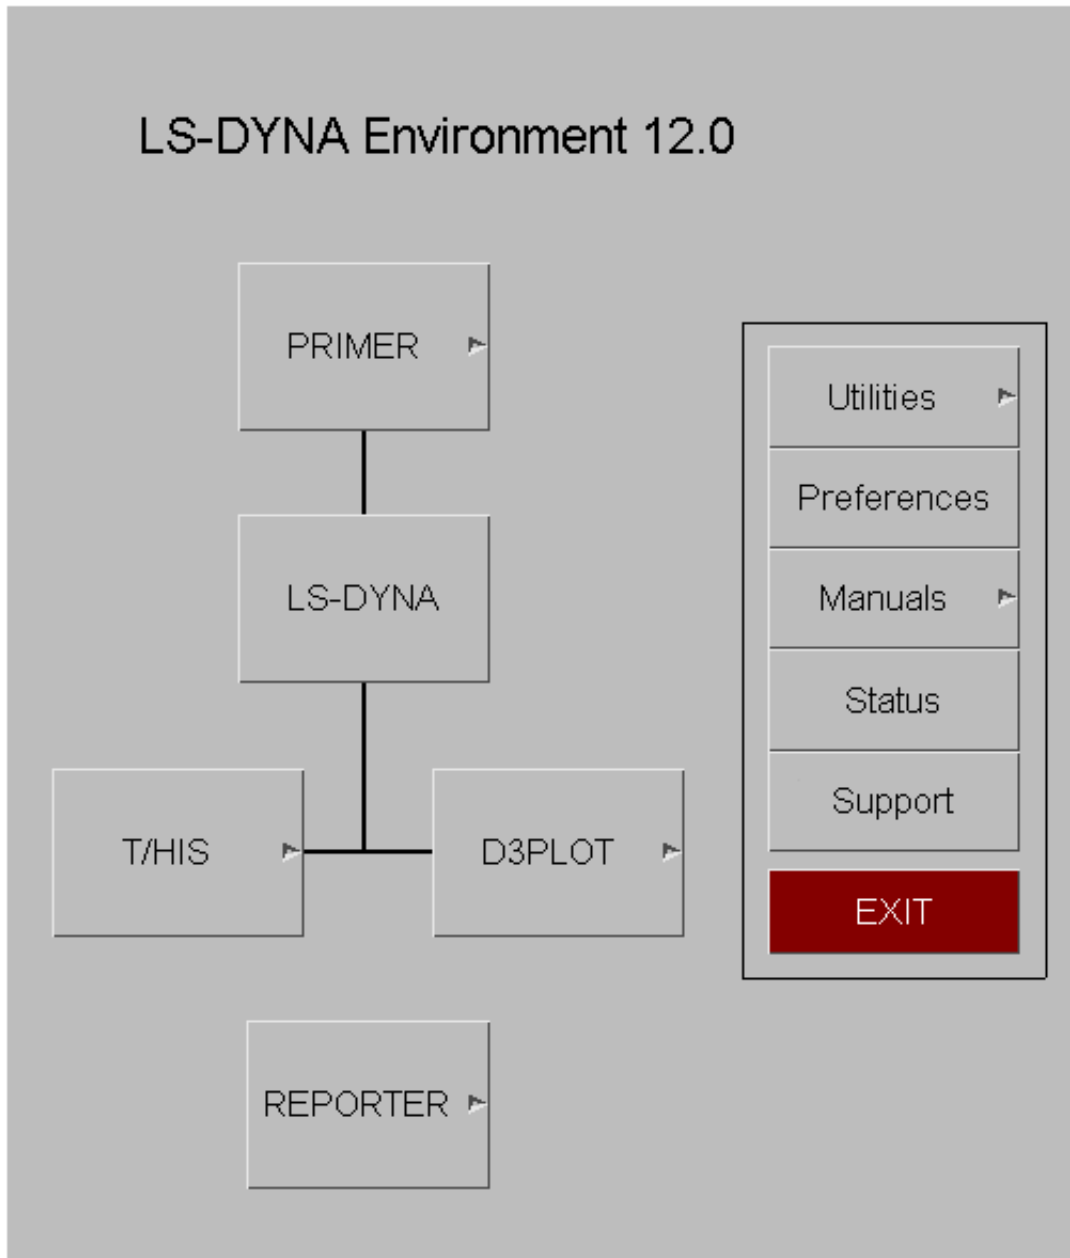 LS-DYNA Environment 12.0
PRIMER
LS-DYNA
T/HIS
D3PLOT
REPORTER
Utilities
Preferences
Manuals
Status
Support
EXIT